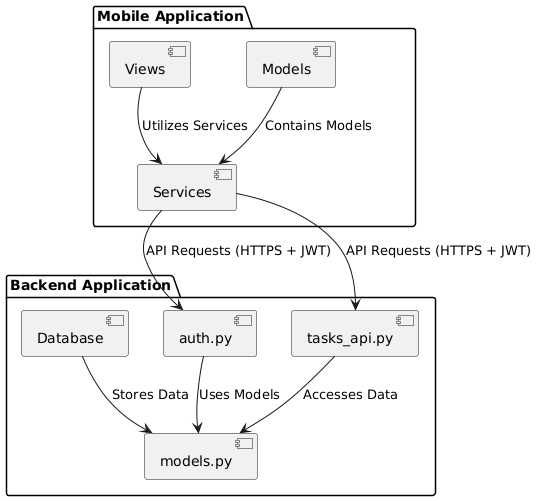 Mobile Application
Views
Models
Utilizes Services
Contains Models
Services
API Requests (HTTPS + JWT)
API Requests (HTTPS + JWT)
Backend Application
Database
auth.py
tasks_api.py
Stores Data
Uses Models
Accesses Data
models.py